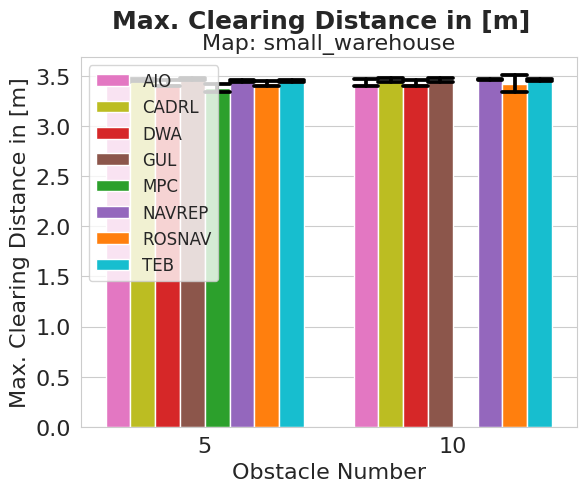 Max. Clearing Distance in [m]
Map: small_warehouse
Max. Clearing Distance in [m]
3.5
3.0
2.5
2.0
1.5
1.0
0.5
0.0
AIO
CADRL
DWA
GUL
MPC
NAVREP
ROSNAV
TEB
5
10
Obstacle Number